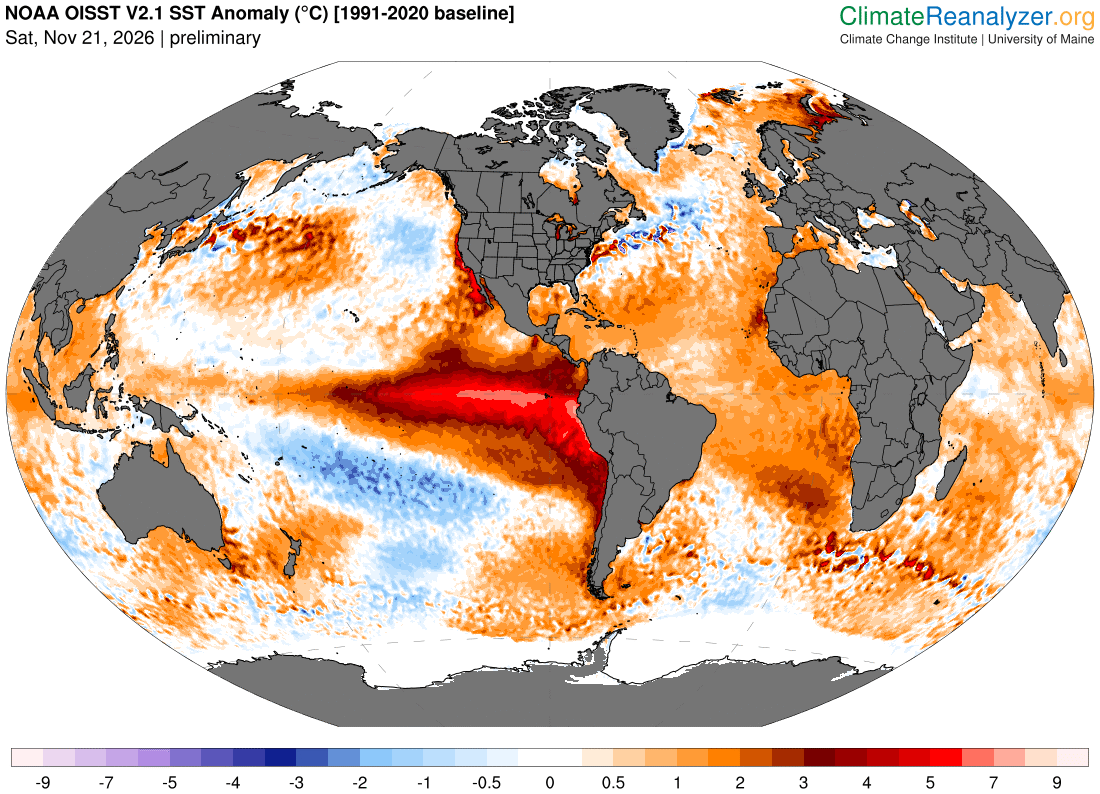 NOAA OISST V2.1 SST Anomaly (°C) [1991-2020 baseline]
Sat, Nov 21, 2026 | preliminary
ClimateReanalyzer.org
Climate Change Institute | University of Maine
-9 -7 -5 -4 -3 -2 -1 -0.5 0 0.5 1 2 3 4 5 7 9